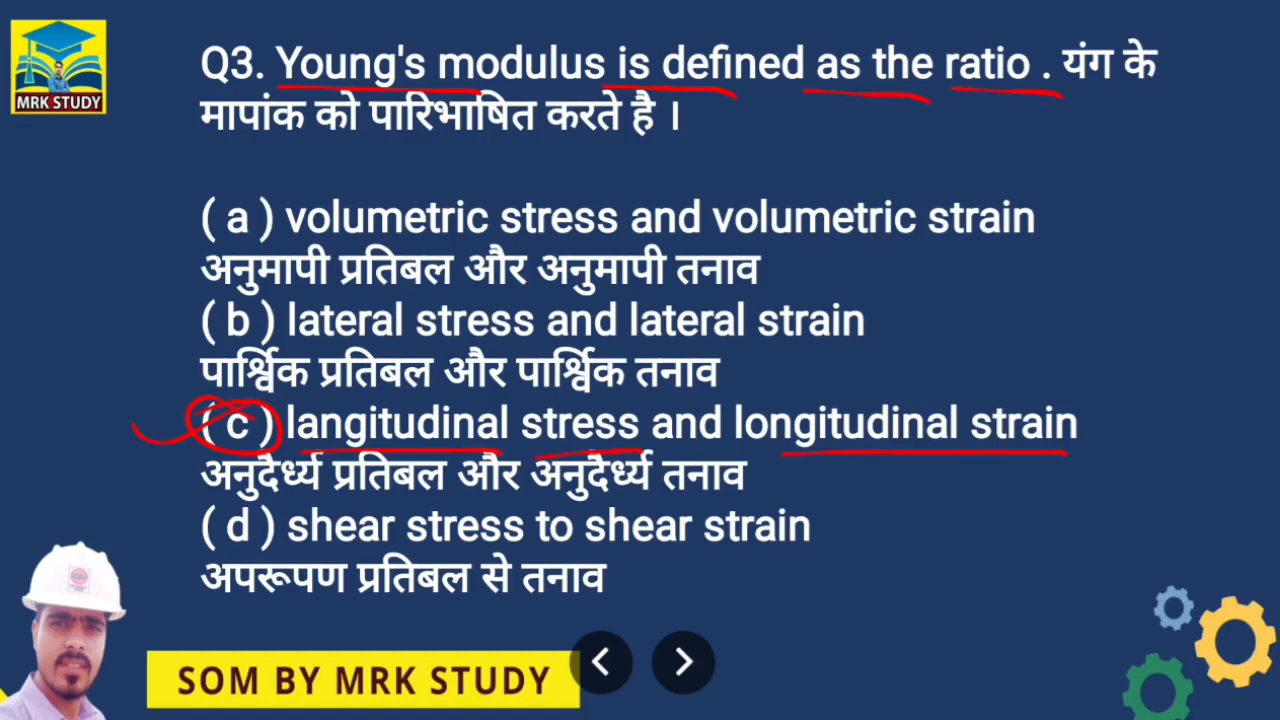 MRK STUDY
Q3. Young's modulus is defined as the ratio . यंग के
मापांक को पारिभाषित करते है ।
( a ) volumetric stress and volumetric strain
अनुमापी प्रतिबल और अनुमापी तनाव
( b ) lateral stress and lateral strain
पार्श्विक प्रतिबल और पार्श्विक तनाव
( c ) langitudinal stress and longitudinal strain
अनुदैर्ध्य प्रतिबल और अनुदैर्ध्य तनाव
( d ) shear stress to shear strain
अपरूपण प्रतिबल से तनाव
SOM BY MRK STUDY